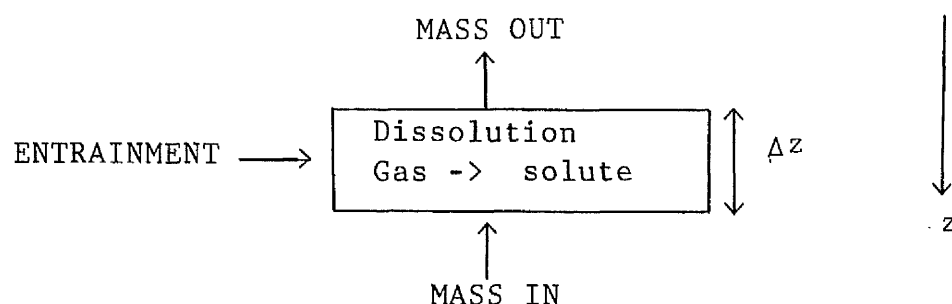 MASS OUT
Dissolution
Gas -> solute
ENTRAINMENT
Δz
z
MASS IN